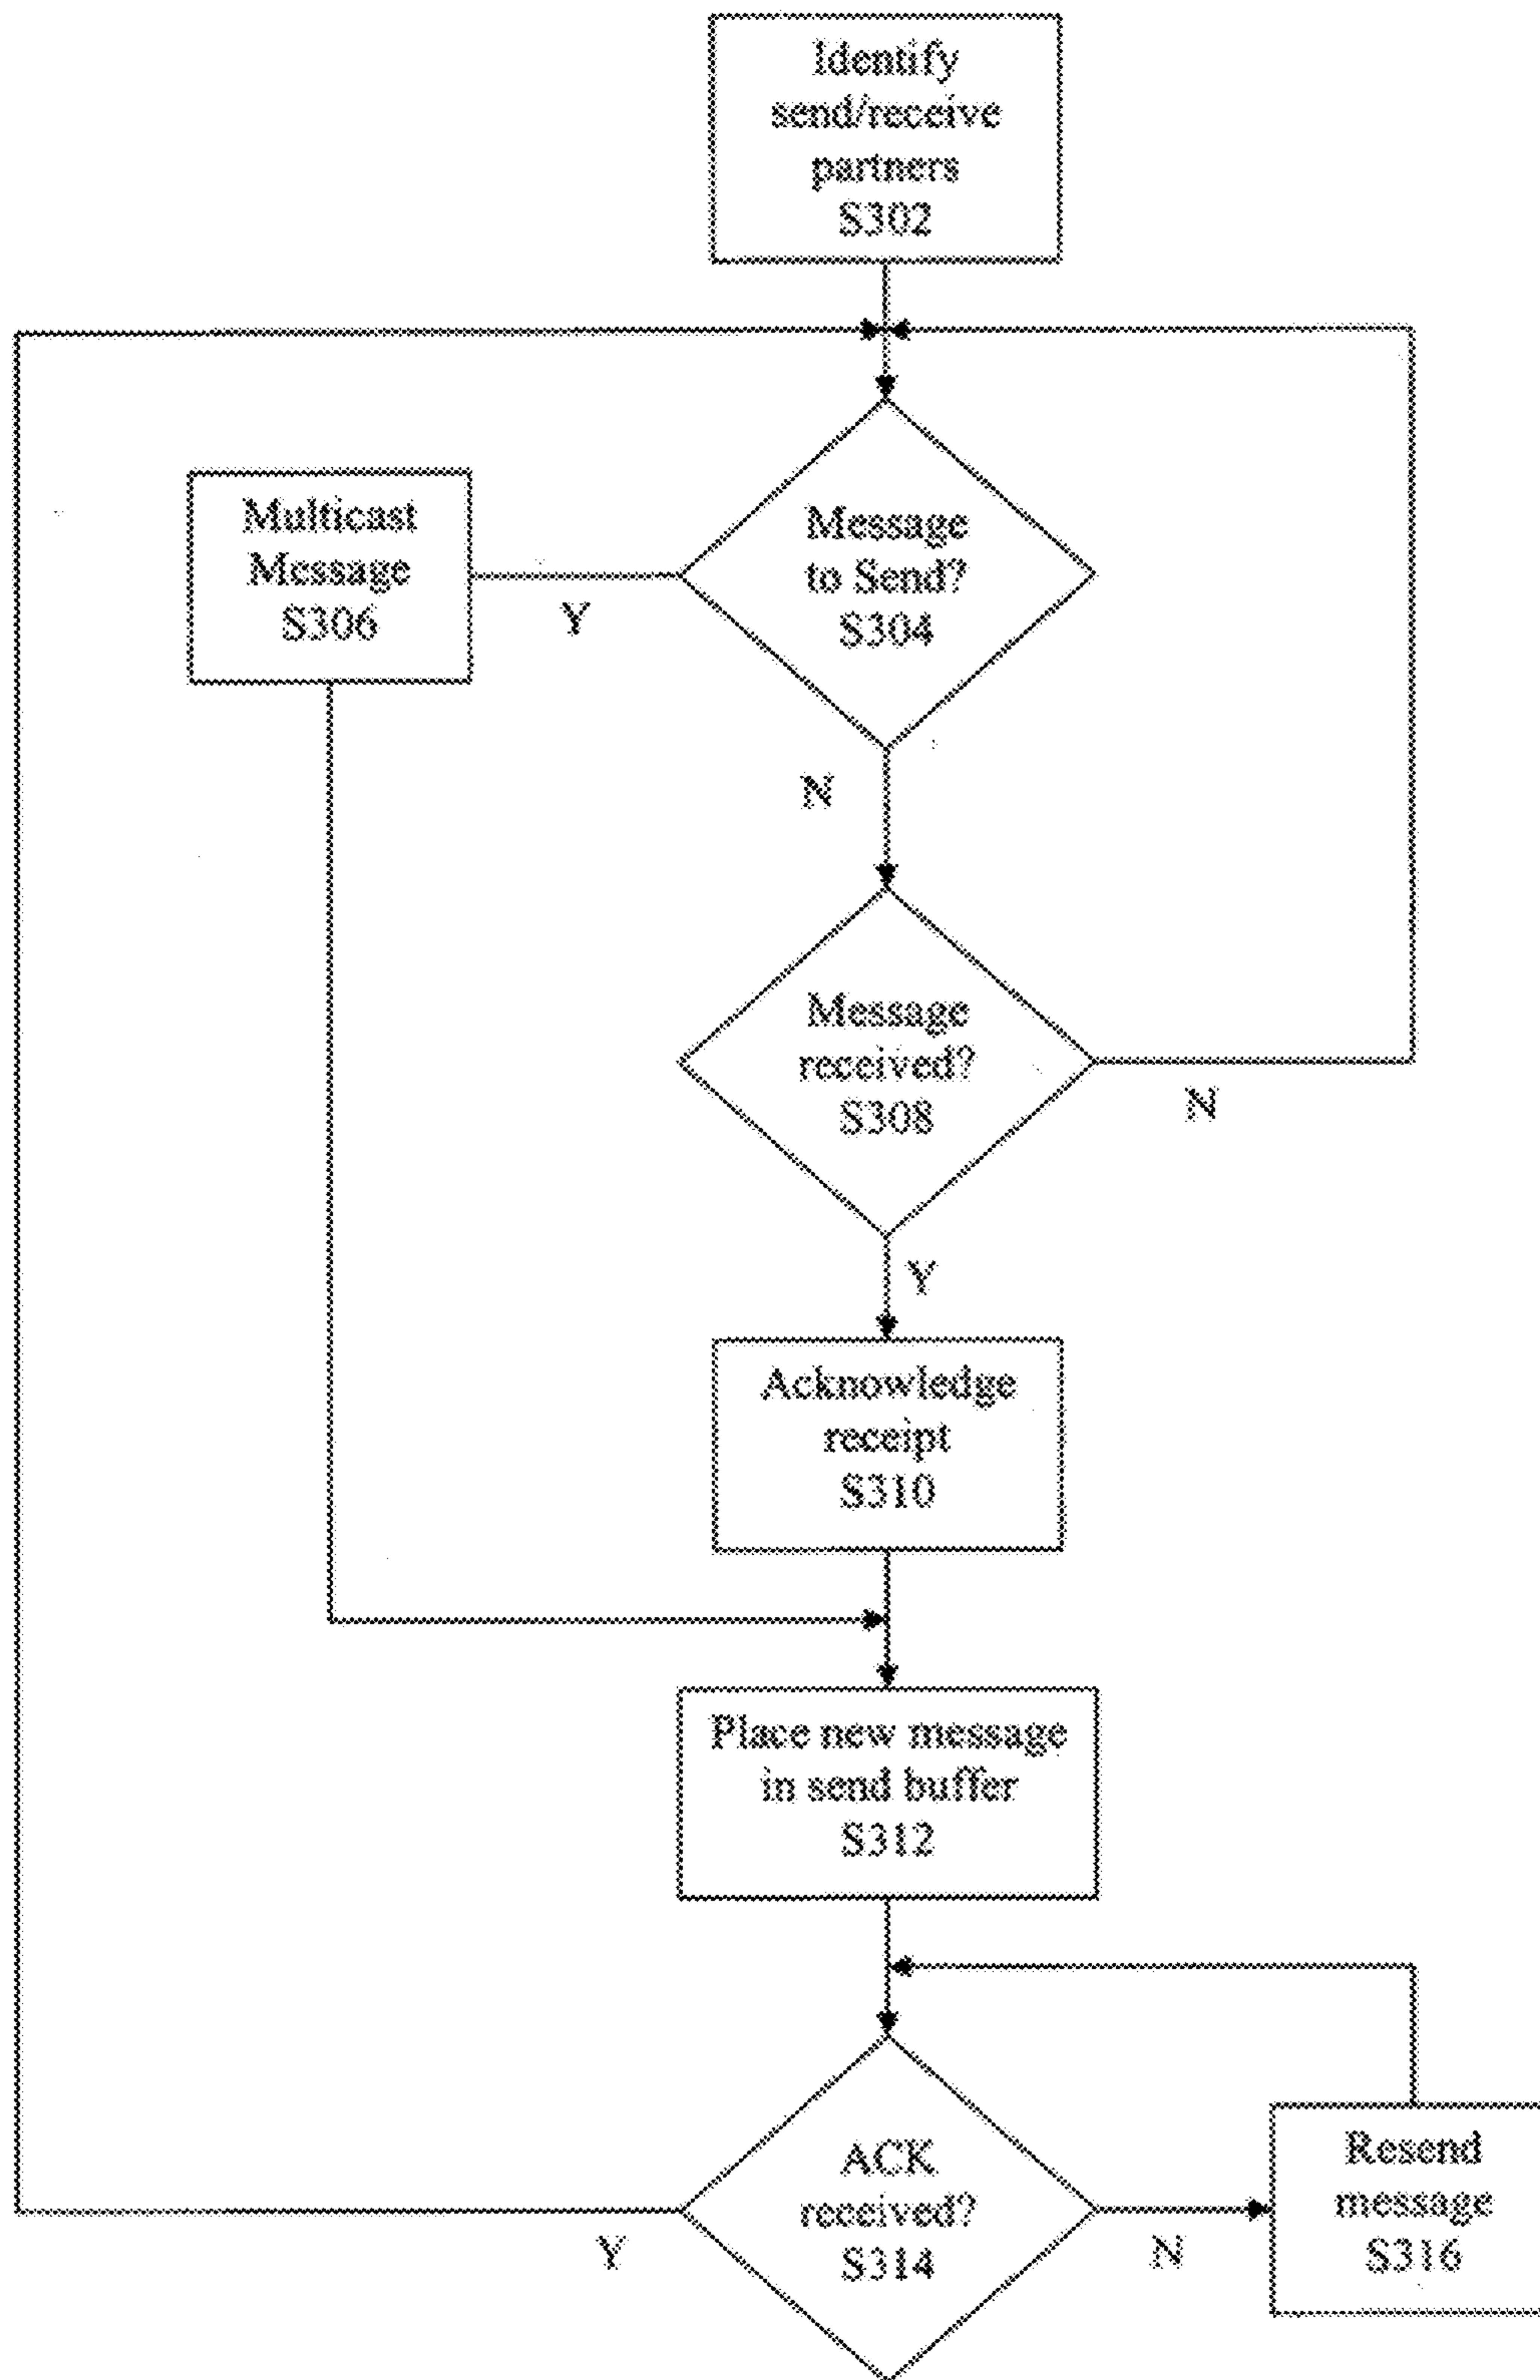 Identify
send/receive
partners
S302
Message
to Send?
S304
Y
Multicast
Message
S306
N
Message
received?
S308
N
Y
Acknowledge
receipt
S310
Place new message
in send buffer
S312
ACK
received?
S314
Y
N
Resend
message
S316